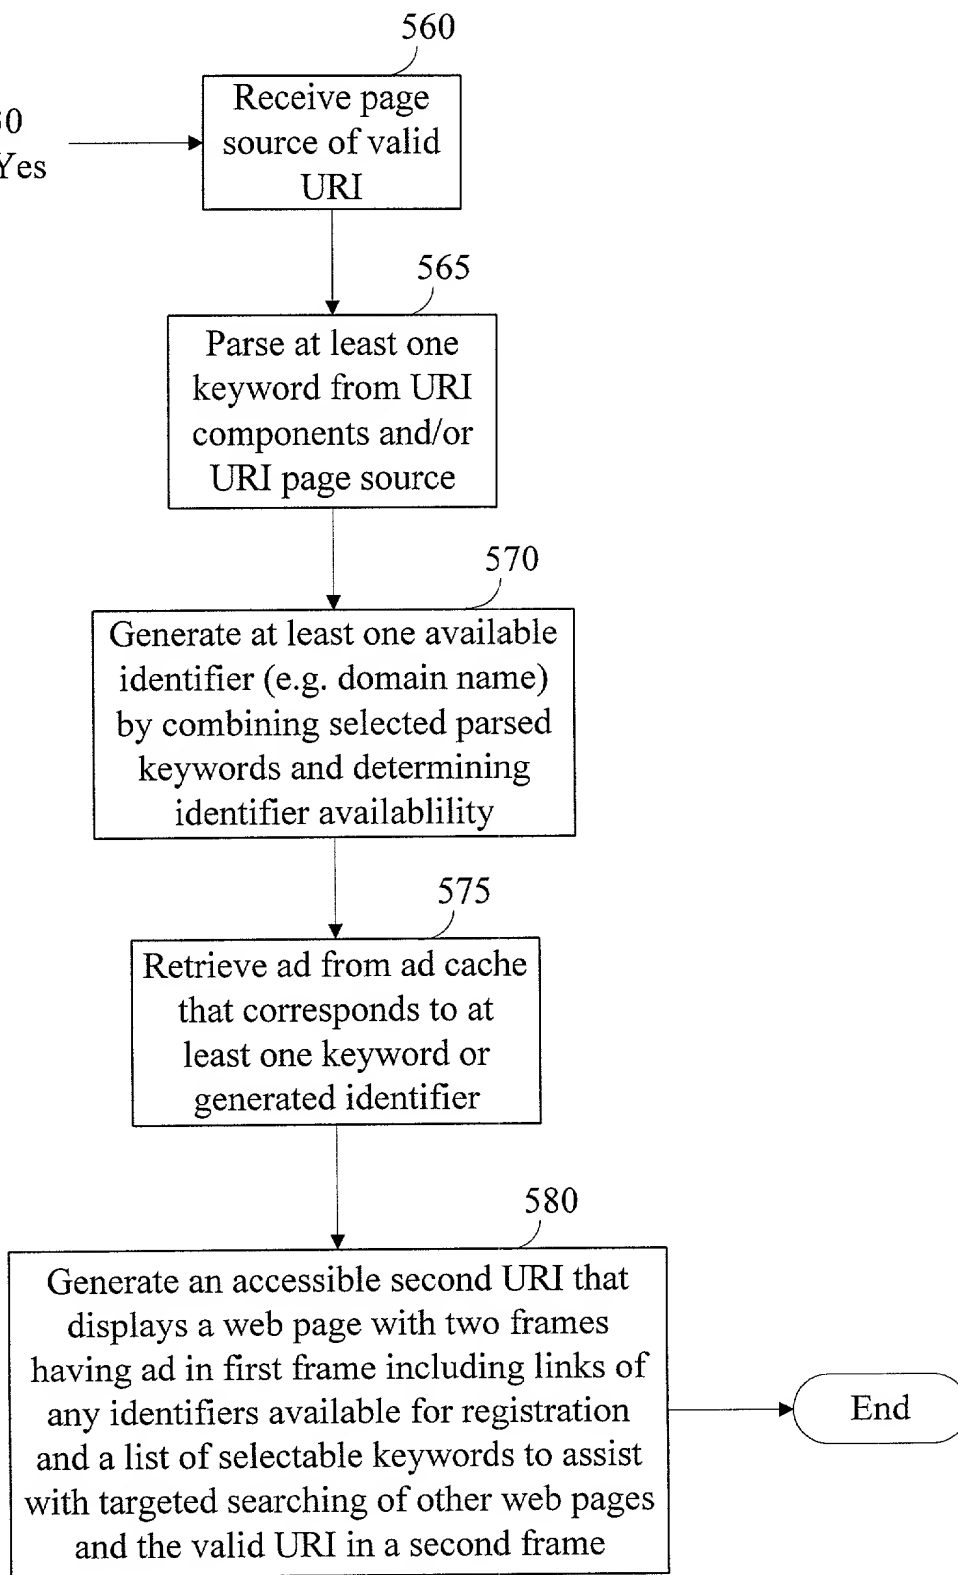 560
Receive page
source of valid
URI
Yes
565
Parse at least one
keyword from URI
components and/or
URI page source
570
Generate at least one available
identifier (e.g. domain name)
by combining selected parsed
keywords and determining
identifier availablility
575
Retrieve ad from ad cache
that corresponds to at
least one keyword or
generated identifier
580
Generate an accessible second URI that
displays a web page with two frames
having ad in first frame including links of
any identifiers available for registration
and a list of selectable keywords to assist
with targeted searching of other web pages
and the valid URI in a second frame
End